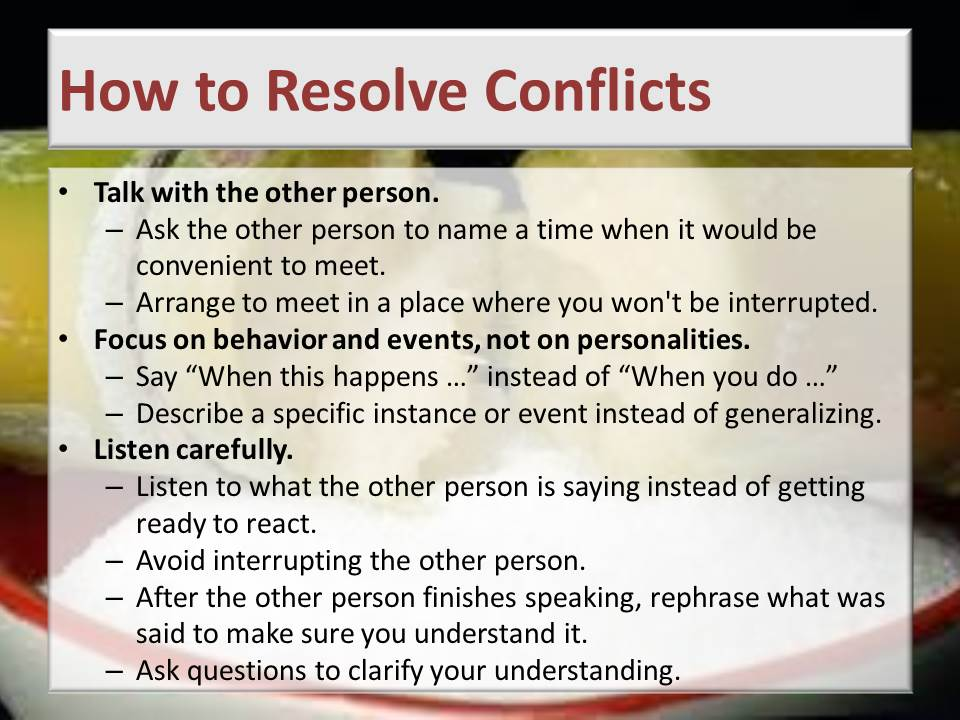 How to Resolve Conflicts
• Talk with the other person.
– Ask the other person to name a time when it would be
convenient to meet.
– Arrange to meet in a place where you won't be interrupted.
• Focus on behavior and events, not on personalities.
– Say “When this happens …” instead of “When you do …”
– Describe a specific instance or event instead of generalizing.
• Listen carefully.
– Listen to what the other person is saying instead of getting
ready to react.
– Avoid interrupting the other person.
– After the other person finishes speaking, rephrase what was
said to make sure you understand it.
– Ask questions to clarify your understanding.